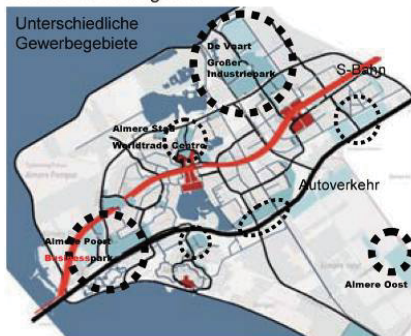 Unterschiedliche
Gewerbegebiete
De Vaart
Großer
Industriepark
S-Bahn
Almere Stad
Worldtrade Centre
Autoverkehr
Almere Poort
Businesspark
Almere Oost